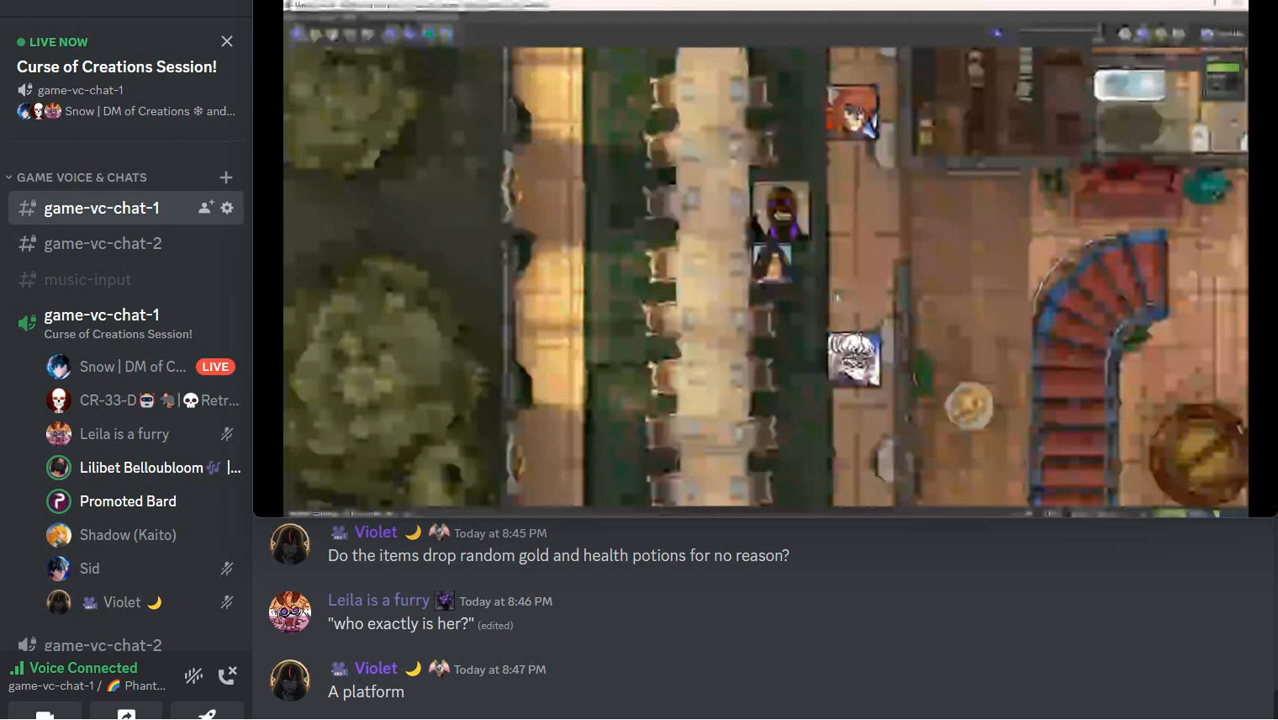 LIVE NOW
Curse of Creations Session!
game-vc-chat-1
Snow | DM of Creations ❄ and...
GAME VOICE & CHATS
game-vc-chat-1
game-vc-chat-2
music-input
game-vc-chat-1
Curse of Creations Session!
Snow | DM of C... LIVE
CR-33-D🤖🦿|💀Retr...
Leila is a furry
Lilibet Belloubloom🎶 |...
Promoted Bard
Shadow (Kaito)
Sid
🎥 Violet 🌙
game-vc-chat-2
Voice Connected
game-vc-chat-1 / 🌈 Phant...
🎥 Violet 🌙 Today at 8:45 PM
Do the items drop random gold and health potions for no reason?
Leila is a furry Today at 8:46 PM
"who exactly is her?" (edited)
🎥 Violet 🌙 Today at 8:47 PM
A platform